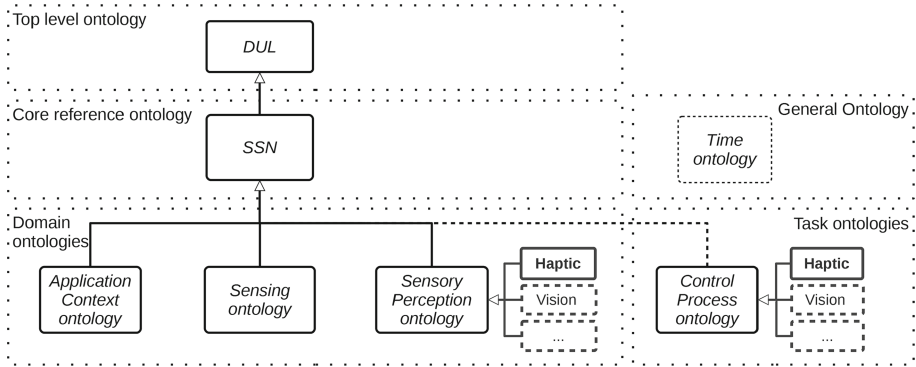 Top level ontology
DUL
Core reference ontology
SSN
General Ontology
Time
ontology
Domain
ontologies
Application
Context
ontology
Sensing
ontology
Sensory
Perception
ontology
Haptic
Vision
...
Task ontologies
Control
Process
ontology
Haptic
Vision
...